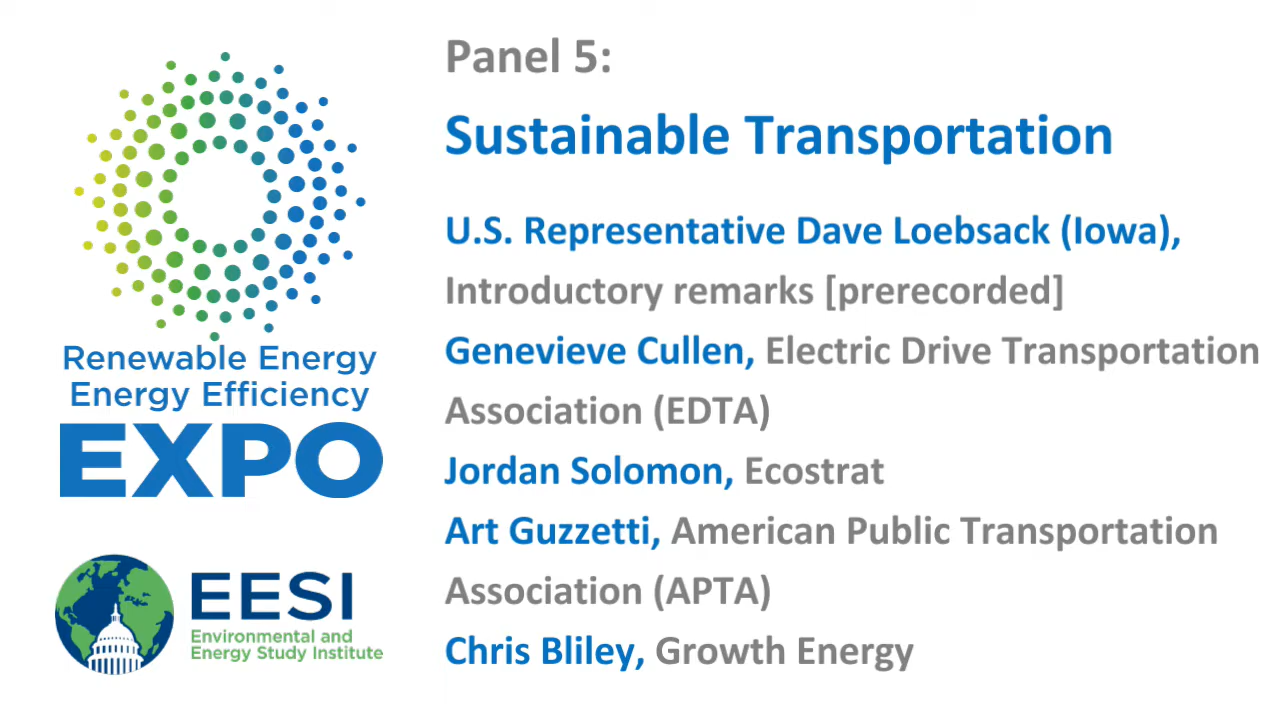 Panel 5:
Sustainable Transportation
U.S. Representative Dave Loebsack (Iowa),
Introductory remarks [prerecorded]
Genevieve Cullen, Electric Drive Transportation
Association (EDTA)
Jordan Solomon, Ecostrat
Art Guzzetti, American Public Transportation
Association (APTA)
Chris Bliley, Growth Energy
Renewable Energy
Energy Efficiency
EXPO
EESI
Environmental and
Energy Study Institute